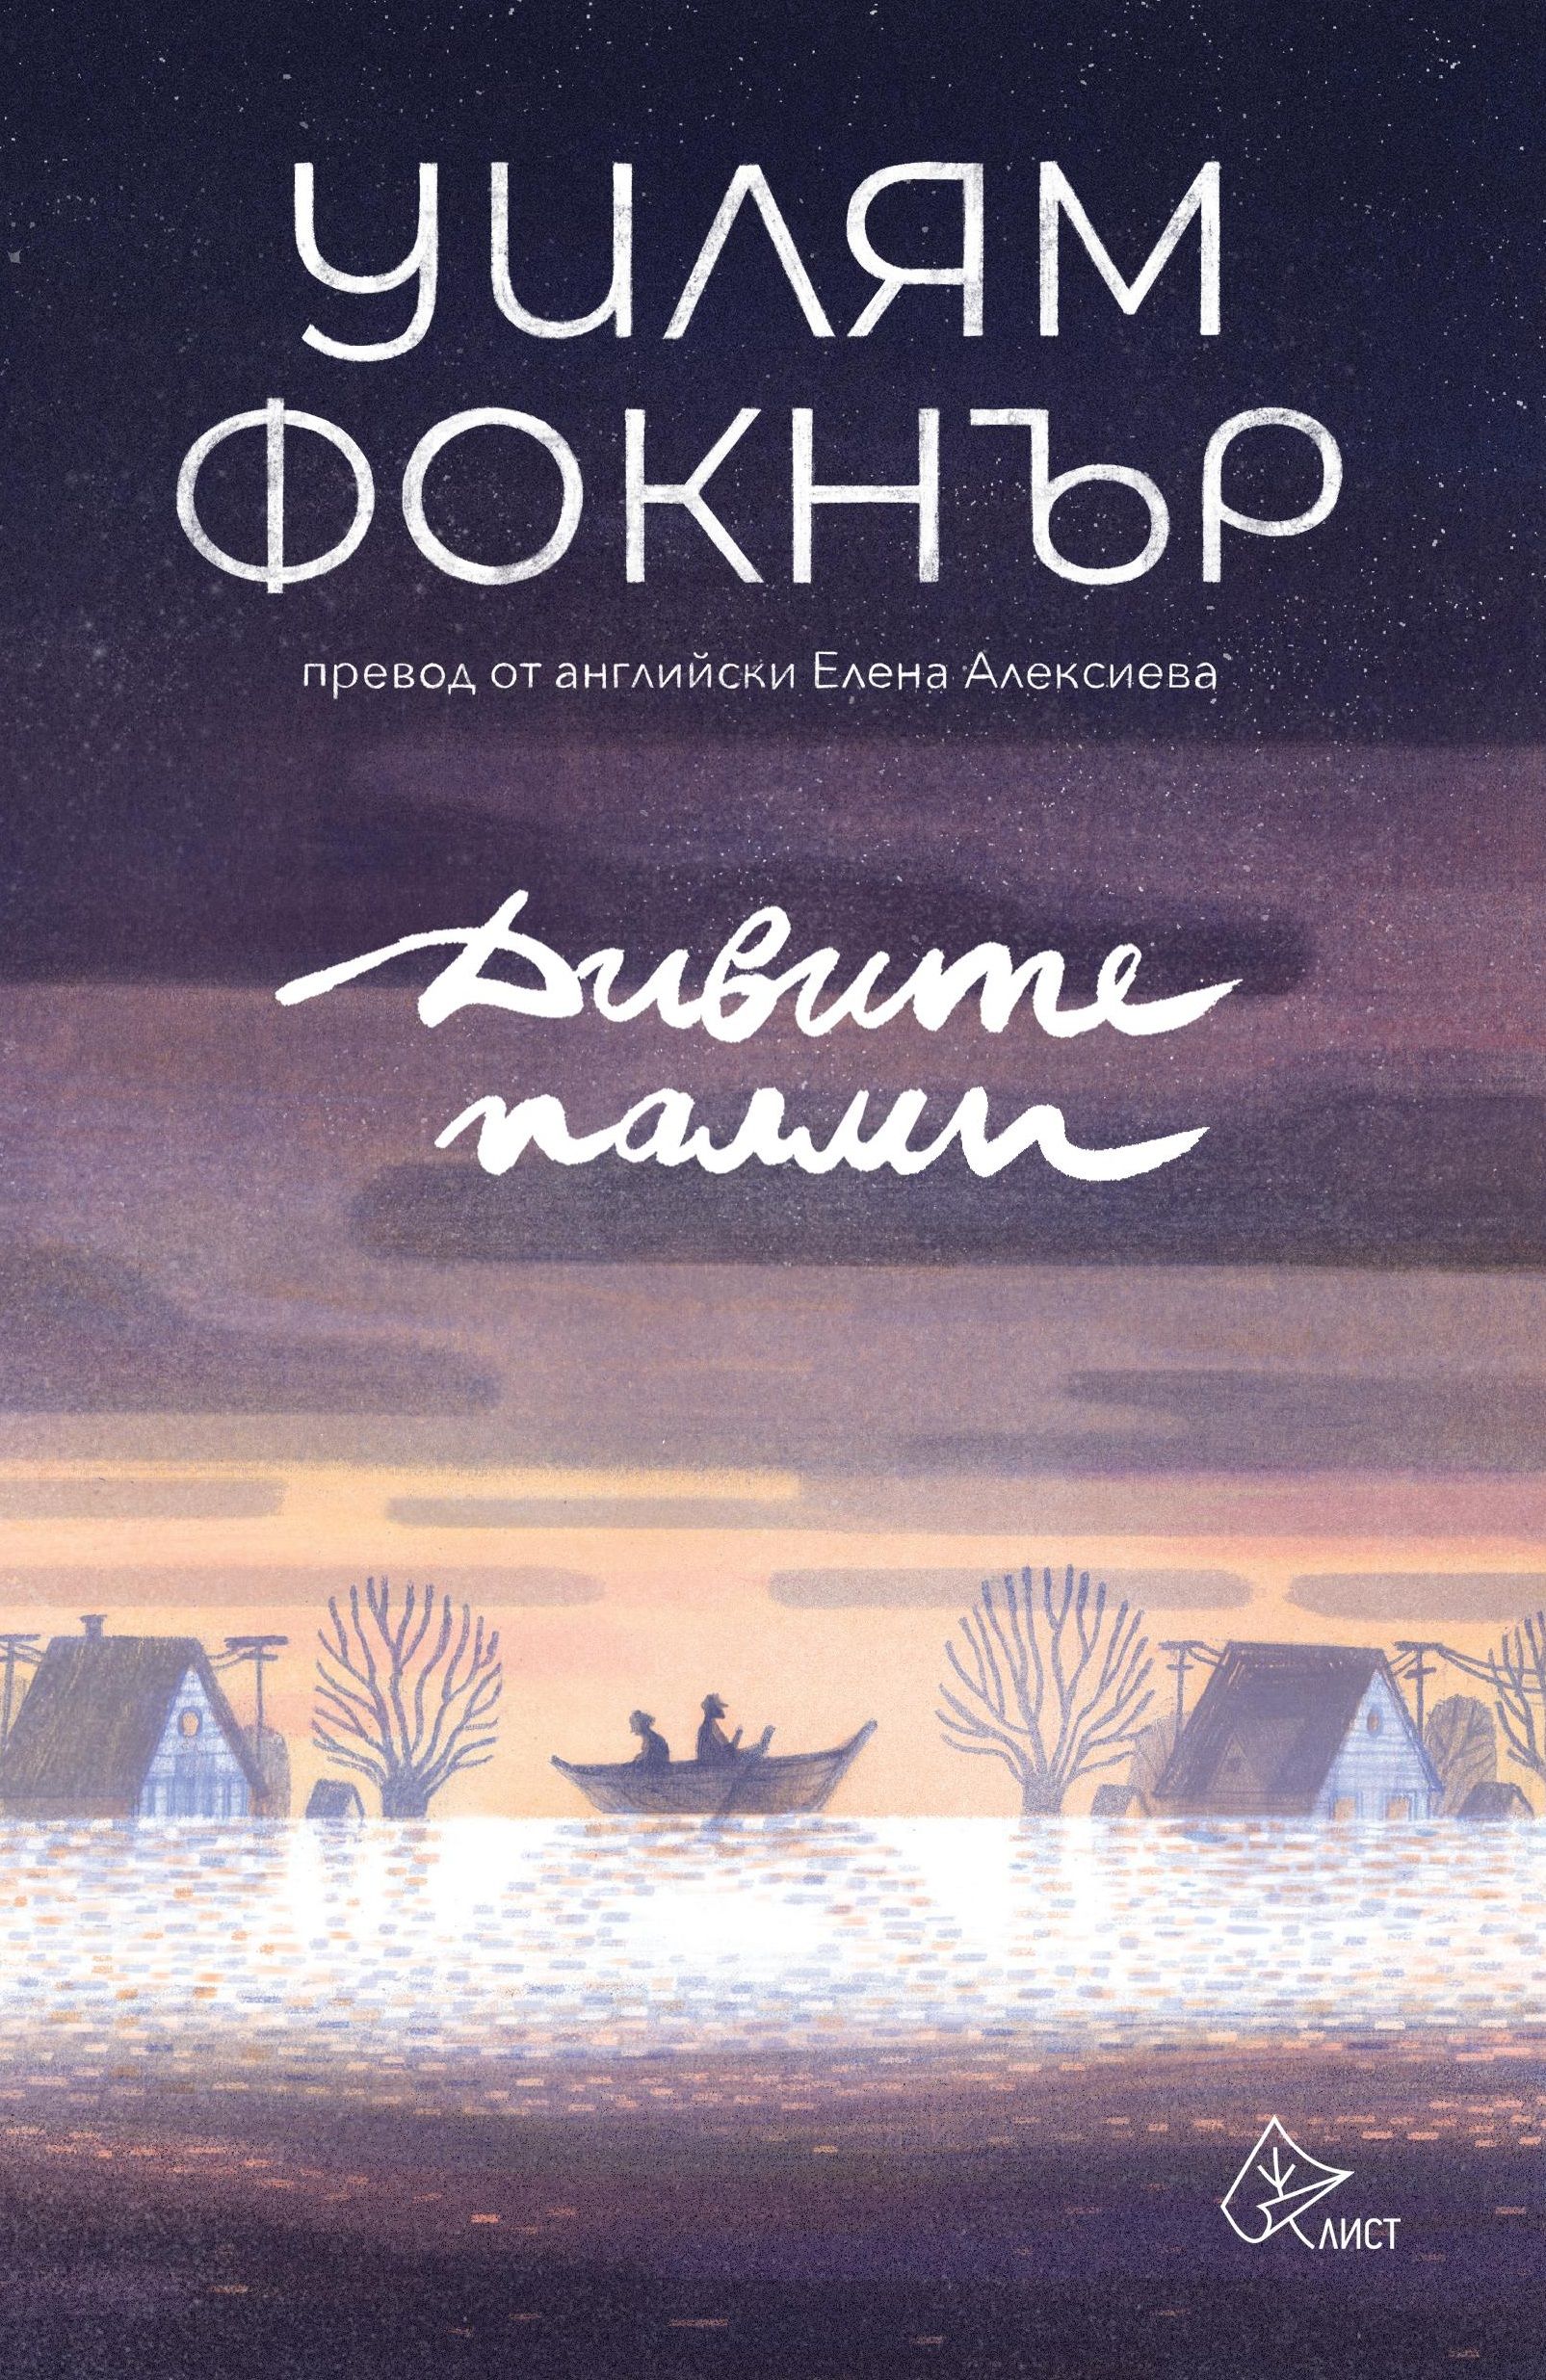 УИЛЯМ
ФОКНЪР
превод от английски Елена Алексиева
Дивите
палми
ЛИСТ